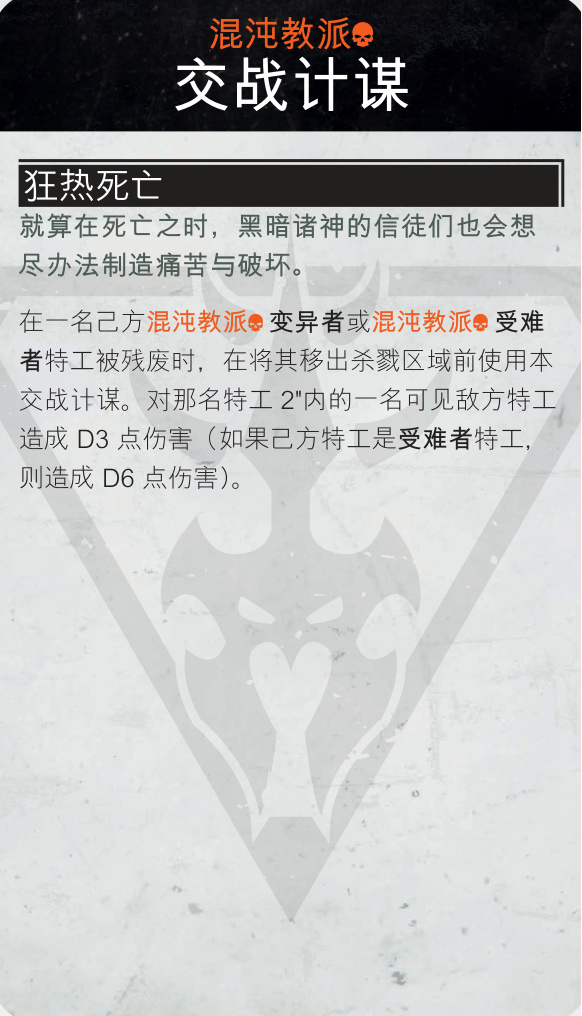 混沌教派
交战计谋
狂热死亡
就算在死亡之时，黑暗诸神的信徒们也会想
尽办法制造痛苦与破坏。
在一名己方混沌教派 变异者或混沌教派 受难
者特工被残废时，在将其移出杀戮区域前使用本
交战计谋。对那名特工 2"内的一名可见敌方特工
造成 D3 点伤害（如果己方特工是受难者特工，
则造成 D6 点伤害）。